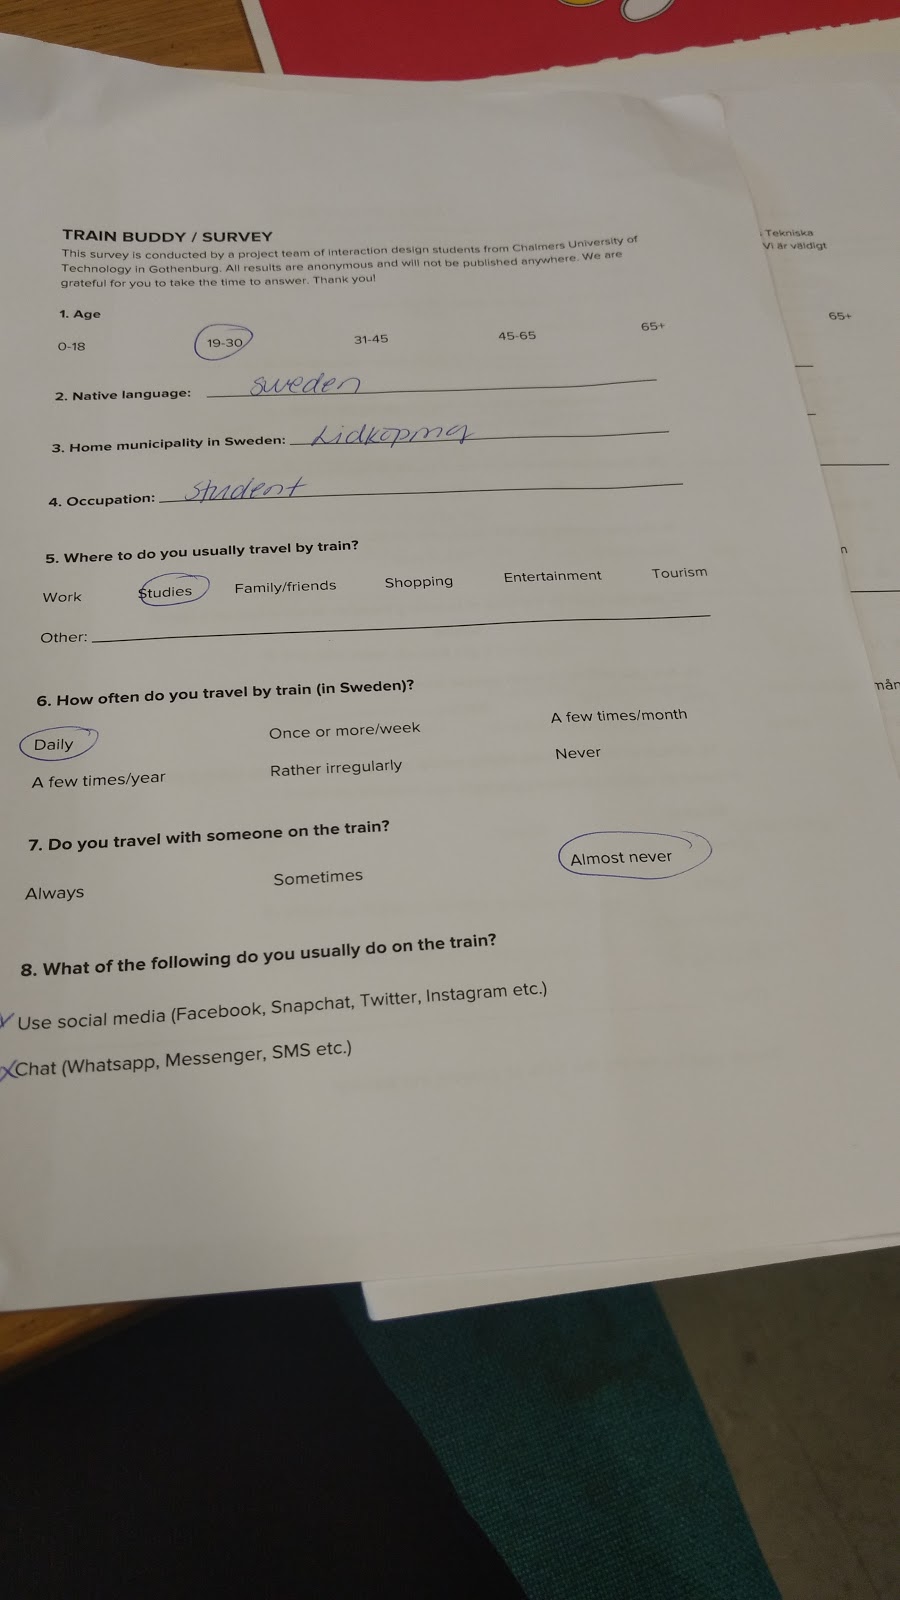 TRAIN BUDDY / SURVEY
This survey is conducted by a project team of interaction design students from Chalmers University of
Technology in Gothenburg. All results are anonymous and will not be published anywhere. We are
grateful for you to take the time to answer. Thank you!
1. Age
0-18 19-30 31-45 45-65 65+
2. Native language: sweden
3. Home municipality in Sweden: Lidkoping
4. Occupation: student
5. Where to do you usually travel by train?
Work Studies Family/friends Shopping Entertainment Tourism
Other:
6. How often do you travel by train (in Sweden)?
Daily Once or more/week A few times/month
A few times/year Rather irregularly Never
7. Do you travel with someone on the train?
Always Sometimes Almost never
8. What of the following do you usually do on the train?
Use social media (Facebook, Snapchat, Twitter, Instagram etc.)
Chat (Whatsapp, Messenger, SMS etc.)
Tekniska
Vi är väldigt
65+
n
mån